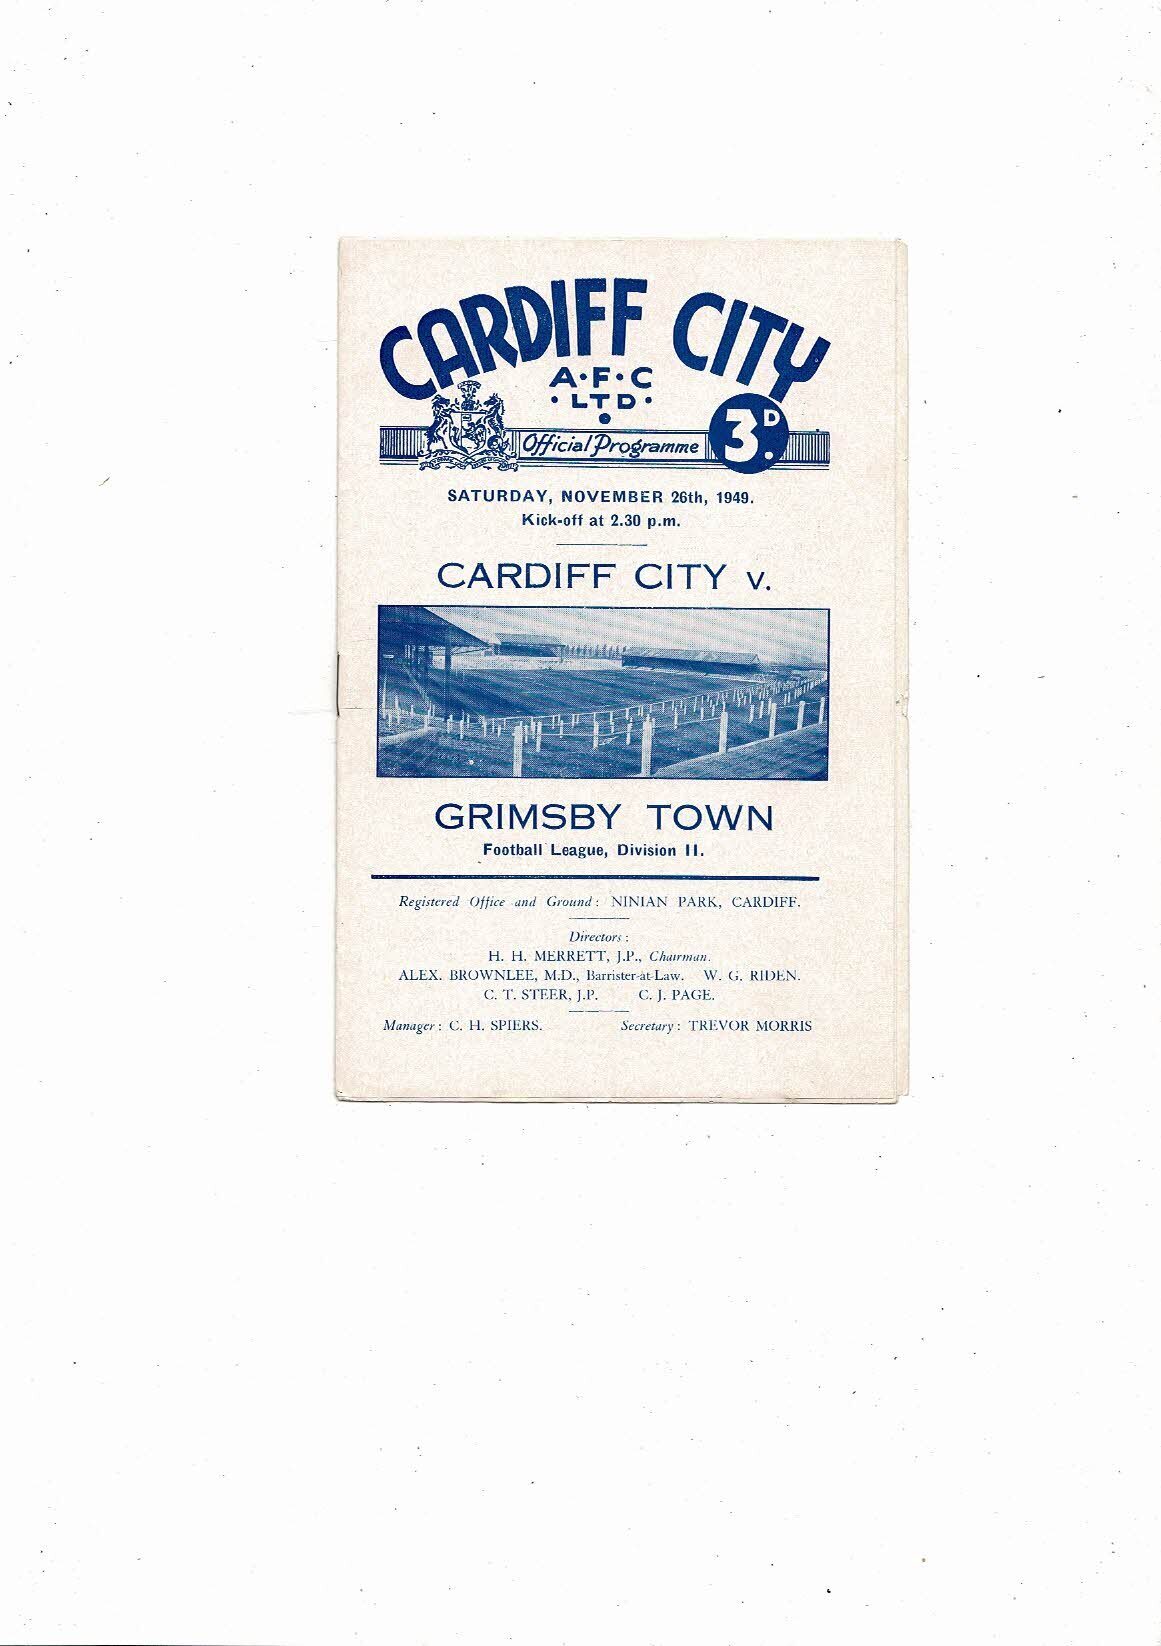 CARDIFF CITY
A·F·C
·LTD·
Official Programme
3D.
SATURDAY, NOVEMBER 26th, 1949.
Kick-off at 2.30 p.m.
CARDIFF CITY v.
GRIMSBY TOWN
Football League, Division II.
Registered Office and Ground: NINIAN PARK, CARDIFF.
Directors:
H. H. MERRETT, J.P., Chairman.
ALEX. BROWNLEE, M.D., Barrister-at-Law. W. G. RIDEN.
C. T. STEER, J.P. C. J. PAGE.
Manager: C. H. SPIERS. Secretary: TREVOR MORRIS